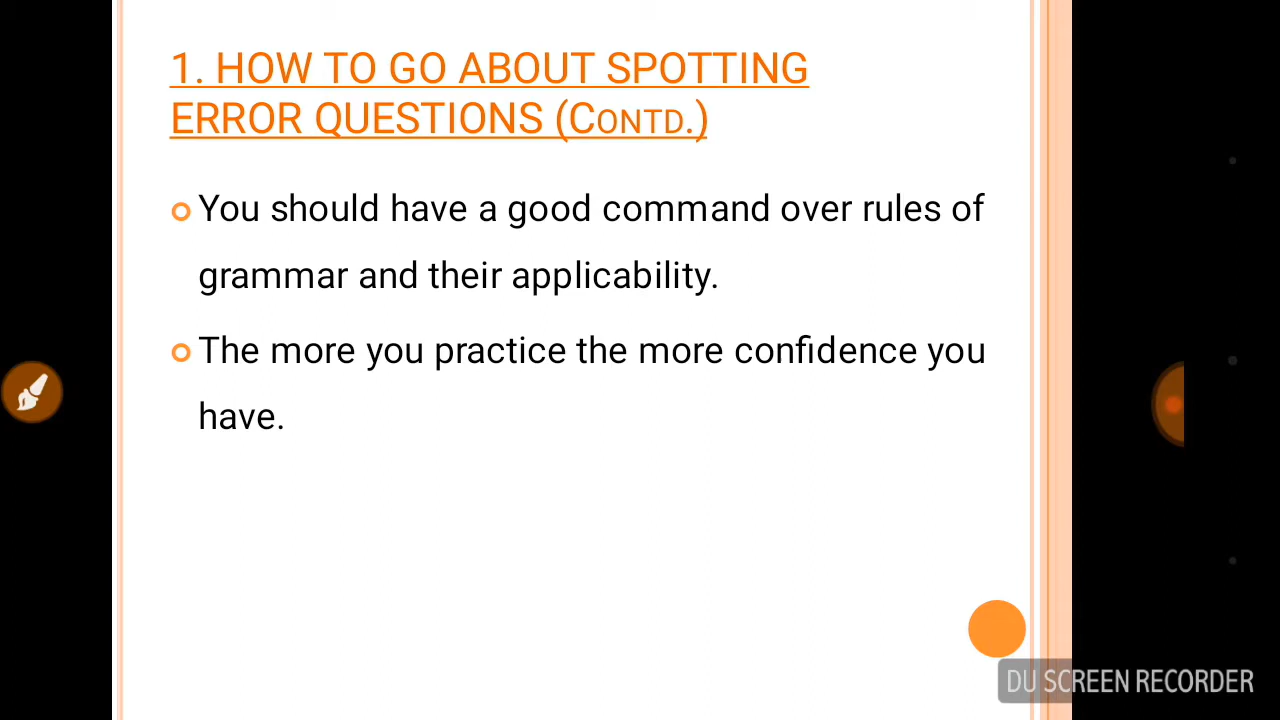 1. HOW TO GO ABOUT SPOTTING
ERROR QUESTIONS (CONTD.)
You should have a good command over rules of
grammar and their applicability.
The more you practice the more confidence you
have.
DU SCREEN RECORDER